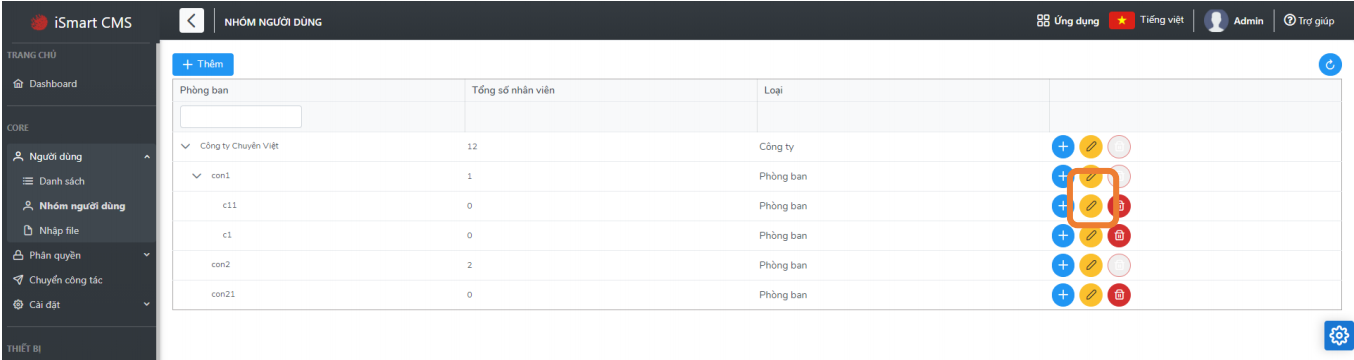 iSmart CMS
NHÓM NGƯỜI DÙNG
Ứng dụng Tiếng việt Admin Trợ giúp
TRANG CHỦ
Dashboard
CORE
Người dùng
Danh sách
Nhóm người dùng
Nhập file
Phân quyền
Chuyển công tác
Cài đặt
THIẾT BỊ
+ Thêm
Phòng ban Tổng số nhân viên Loại
Công ty Chuyên Việt 12 Công ty
con1 1 Phòng ban
c11 0 Phòng ban
c1 0 Phòng ban
con2 2 Phòng ban
con21 0 Phòng ban